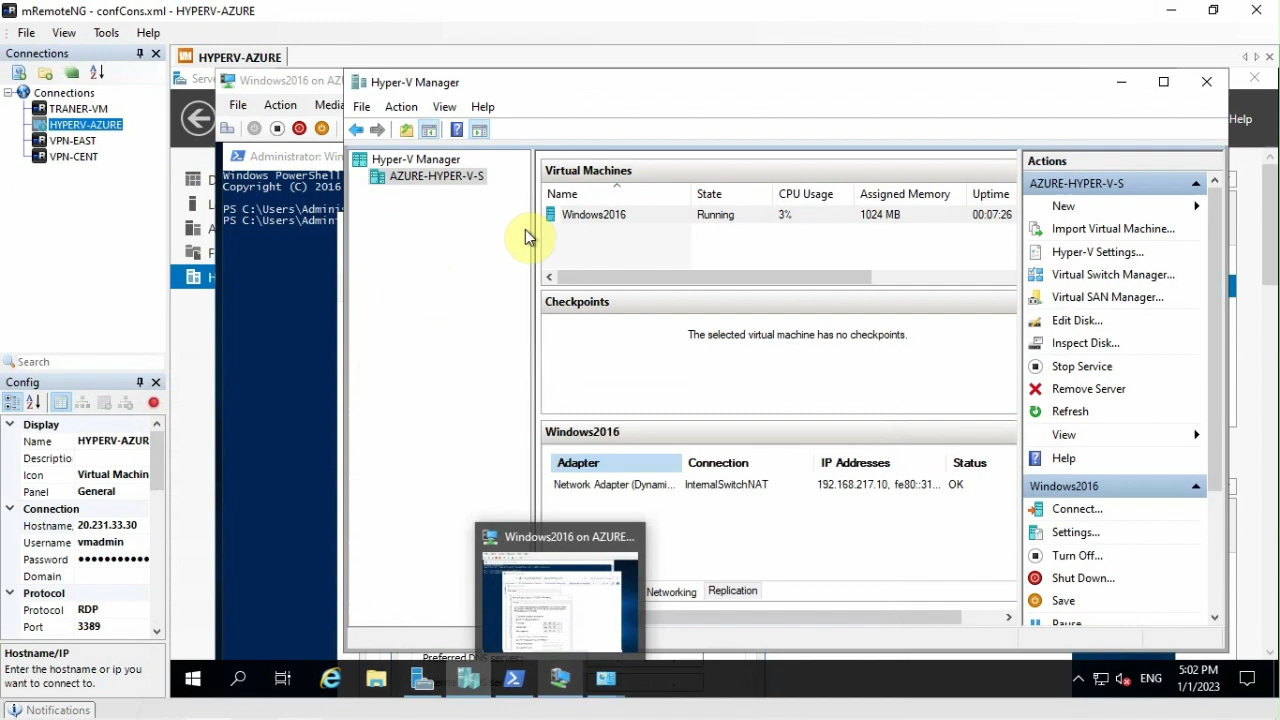 mRemoteNG - confCons.xml - HYPERV-AZURE
File View Tools Help
Connections
HYPERV-AZURE
Connections
TRANER-VM
HYPERV-AZURE
VPN-EAST
VPN-CENT
Search
Config
Display
Name HYPERV-AZUR
Descriptio
Icon Virtual Machin
Panel General
Connection
Hostname, 20.231.33.30
Username vmadmin
Password ●●●●●●●●●●●
Domain
Protocol
Protocol RDP
Port 3389
Hostname/IP
Enter the hostname or ip you
want to connect to.
Notifications
Serv
Help
Windows2016 on AZU
File Action Media
Administrator: Win
Windows PowerShell
Copyright (C) 2016
PS C:\Users\Admini
PS C:\Users\Admini
Hyper-V Manager
File Action View Help
Hyper-V Manager
AZURE-HYPER-V-S
Virtual Machines
Name State CPU Usage Assigned Memory Uptime
Windows2016 Running 3% 1024 MB 00:07:26
Checkpoints
The selected virtual machine has no checkpoints.
Windows2016
Adapter Connection IP Addresses Status
Network Adapter (Dynami... InternalSwitchNAT 192.168.217.10, fe80::31... OK
Networking Replication
Actions
AZURE-HYPER-V-S
New
Import Virtual Machine...
Hyper-V Settings...
Virtual Switch Manager...
Virtual SAN Manager...
Edit Disk...
Inspect Disk...
Stop Service
Remove Server
Refresh
View
Help
Windows2016
Connect...
Settings...
Turn Off...
Shut Down...
Save
Pause
Windows2016 on AZURE...
Preferred DNS server:
ENG
5:02 PM
1/1/2023